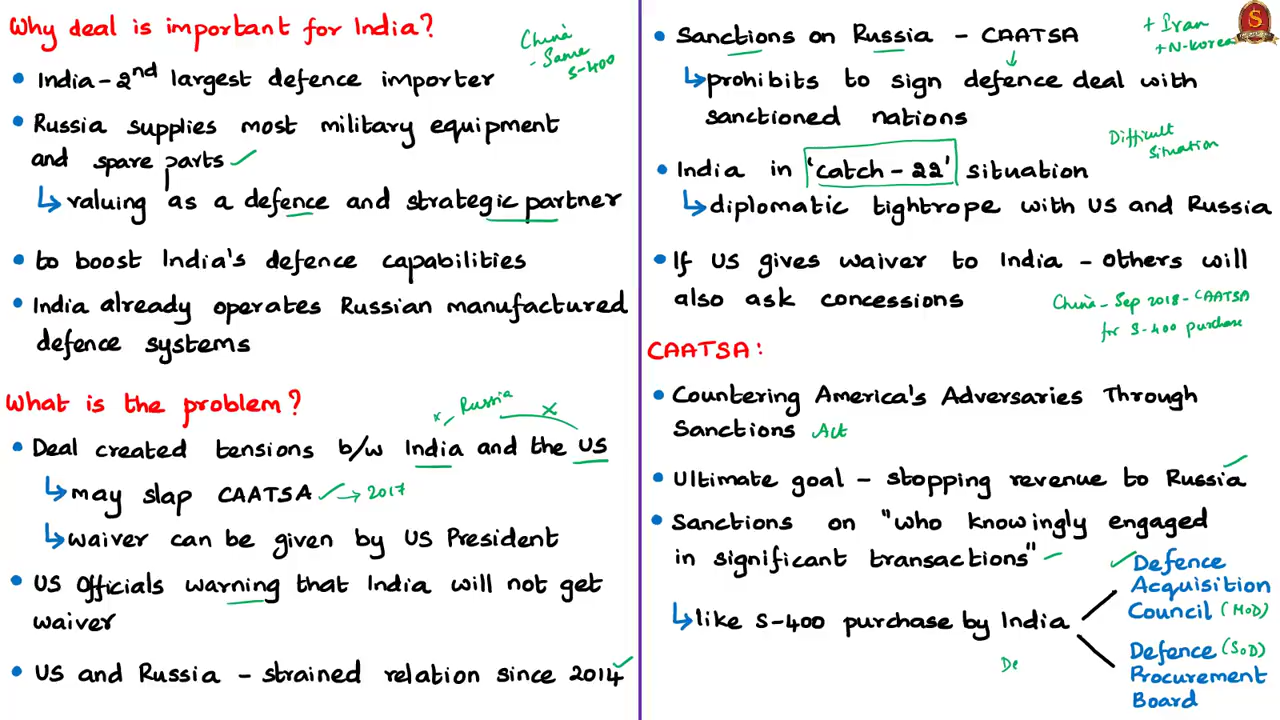 Why deal is important for India?
China
- Same
S-400
• India - 2nd largest defence importer
• Russia supplies most military equipment
and spare parts ✓
↳ valuing as a defence and strategic partner
• to boost India's defence capabilities
• India already operates Russian manufactured
defence systems
What is the problem?
x Russia x
• Deal created tensions b/w India and the US
↳ may slap CAATSA ✓ → 2017
↳ waiver can be given by US President
• US Officials warning that India will not get
waiver
• US and Russia - strained relation since 2014 ✓
• Sanctions on Russia - CAATSA
+ Iran
+ N-Korea
S
↳ prohibits to sign defence deal with
sanctioned nations
Difficult
Situation
• India in 'catch-22' situation
↳ diplomatic tightrope with US and Russia
• If US gives waiver to India - others will
also ask concessions
China - Sep 2018 - CAATSA
for S-400 purchase
CAATSA:
• Countering America's Adversaries Through
Sanctions Act
• Ultimate goal - stopping revenue to Russia ✓
• Sanctions on "who knowingly engaged
in significant transactions"
↳ like S-400 purchase by India
✓ Defence
Acquisition
Council (MoD)
Defence (SoD)
Procurement
Board
De